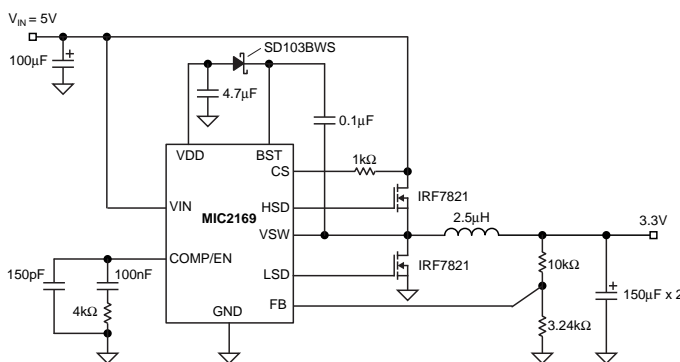 VIN = 5V
100µF
SD103BWS
4.7µF
0.1µF
VDD
BST
CS
1kΩ
IRF7821
HSD
VIN
MIC2169
2.5µH
3.3V
VSW
COMP/EN
150pF
100nF
LSD
IRF7821
10kΩ
4kΩ
FB
150µF x 2
GND
3.24kΩ